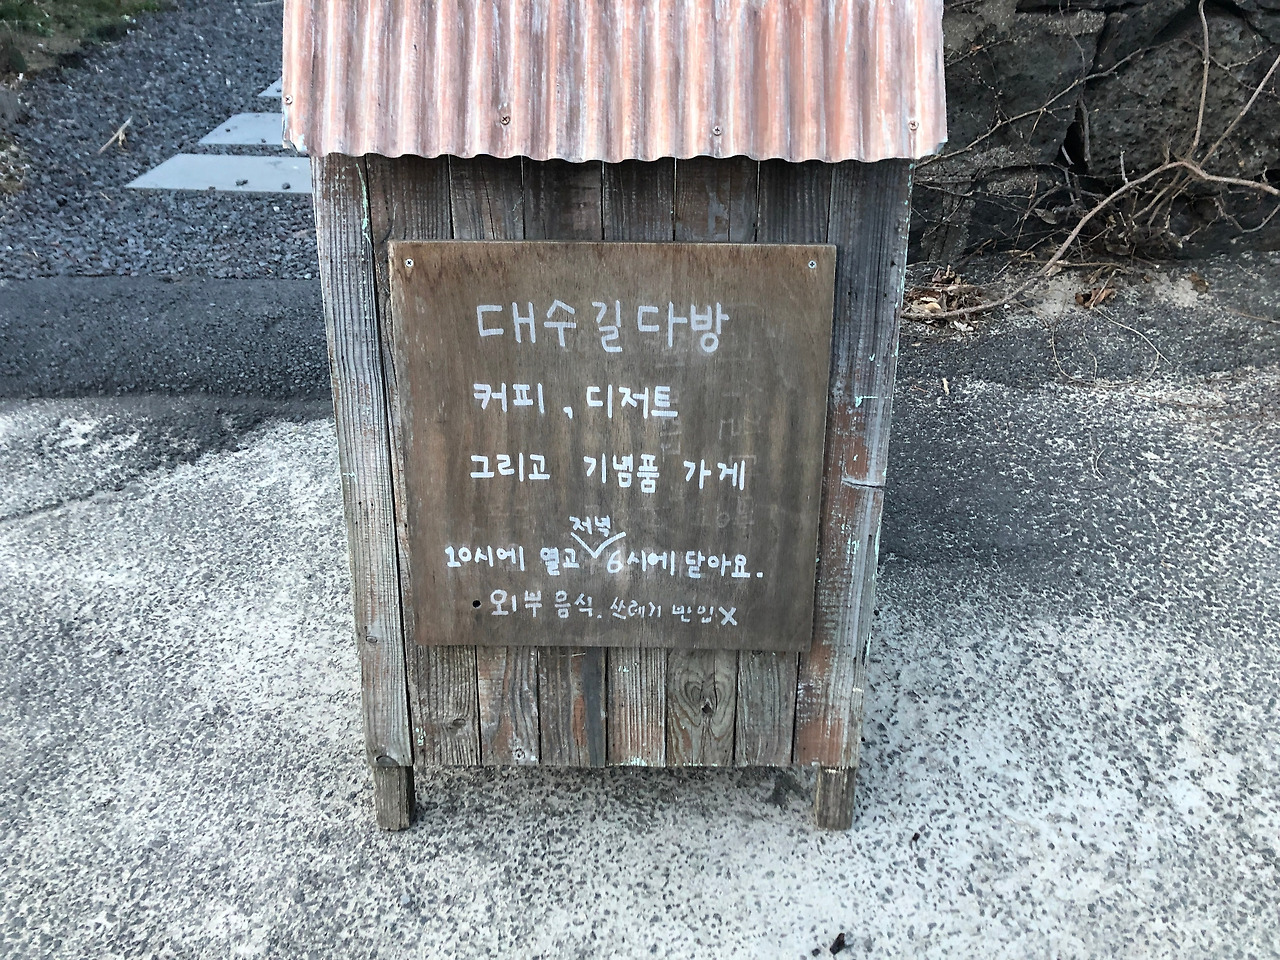 대수길다방
커피, 디저트
그리고 기념품 가게
저녁
10시에 열고 6시에 닫아요.
• 외부음식, 쓰레기 반입X